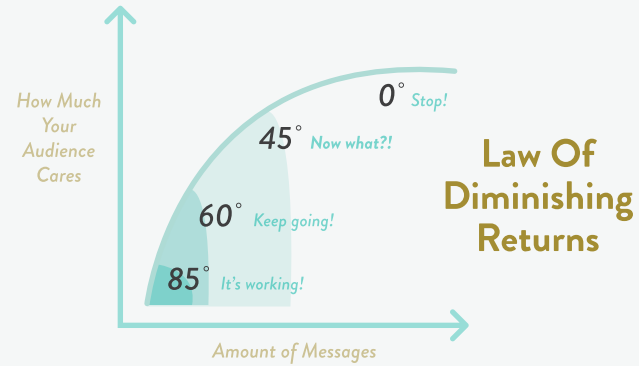 How Much
Your
Audience
Cares
0° Stop!
45° Now what?!
60° Keep going!
85° It's working!
Law Of
Diminishing
Returns
Amount of Messages